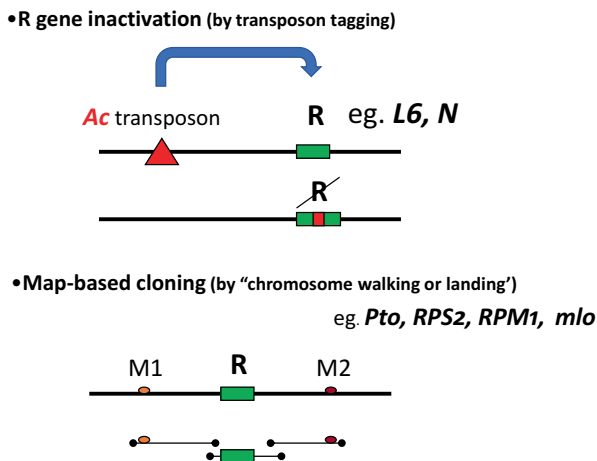 •R gene inactivation (by transposon tagging)
Ac transposon
R
eg. L6, N
R
•Map-based cloning (by “chromosome walking or landing’)
eg. Pto, RPS2, RPM1, mlo
M1
R
M2